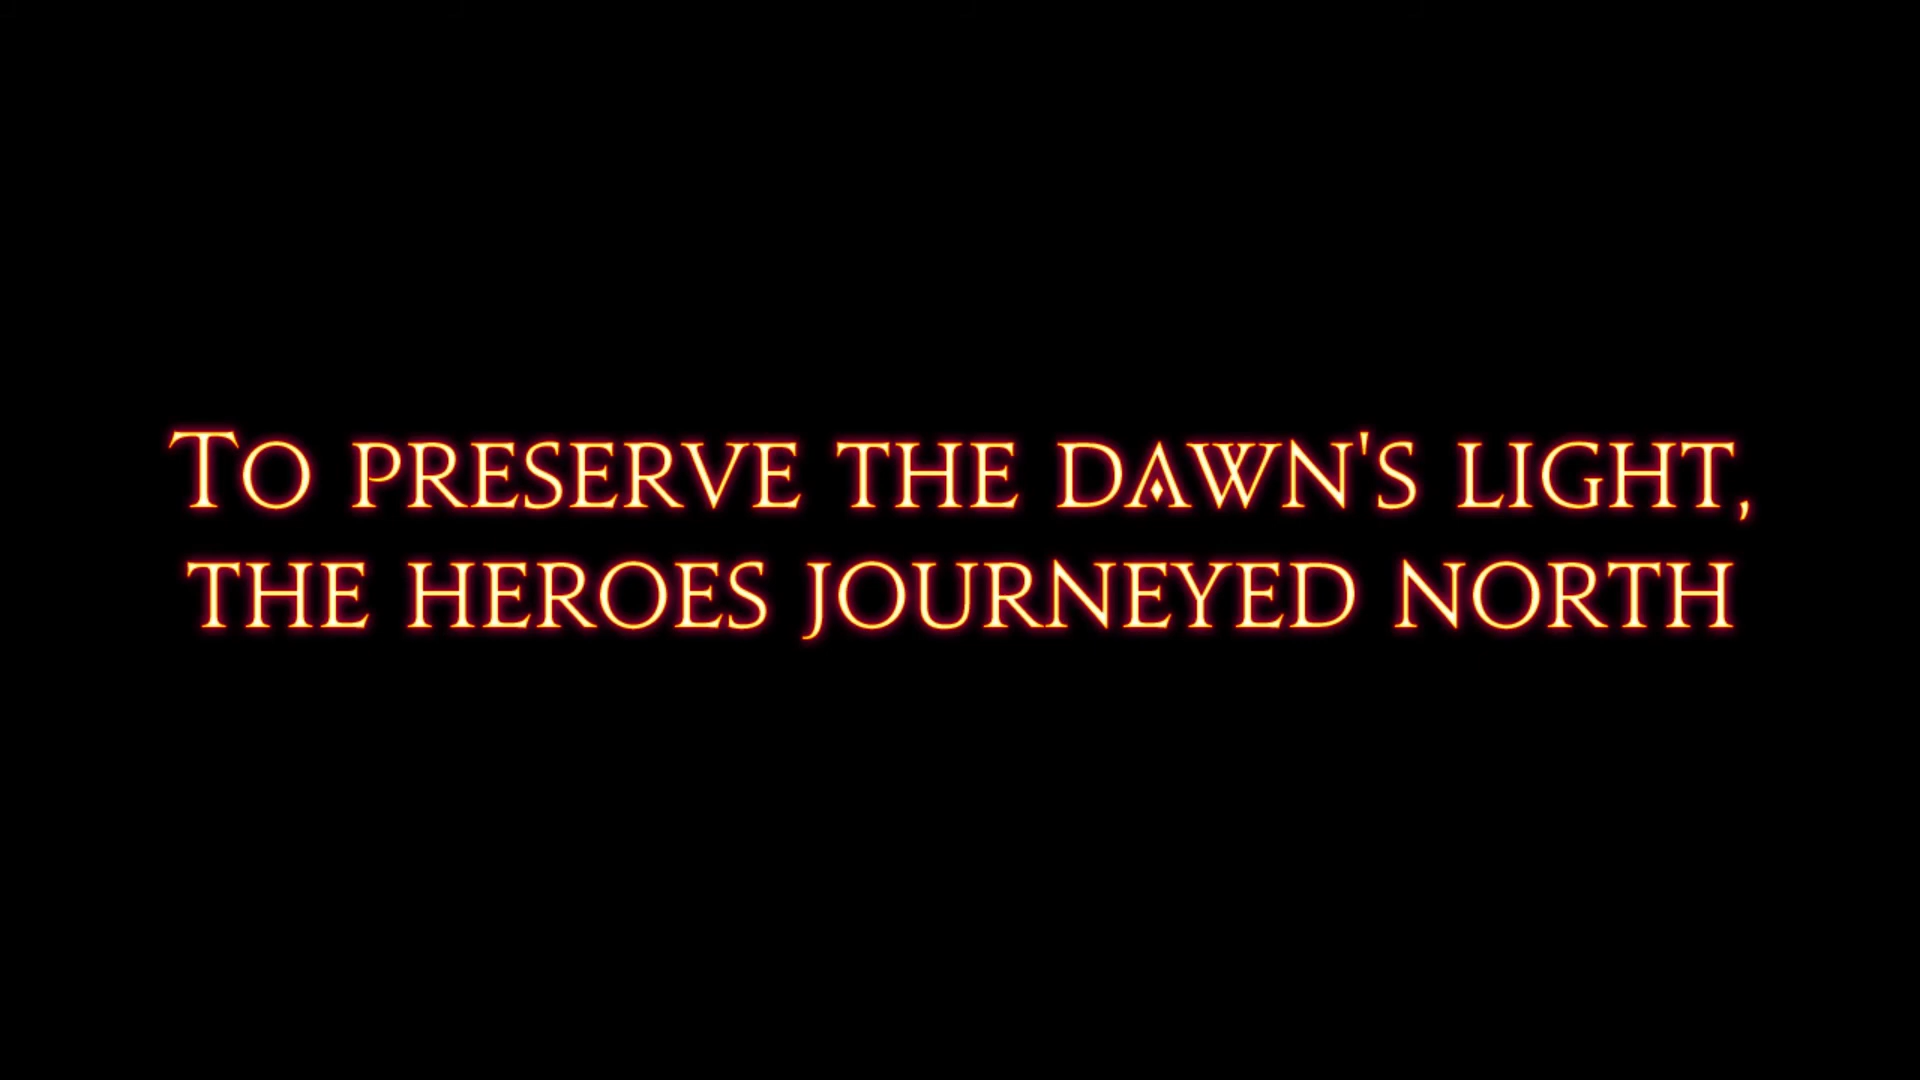 To preserve the dawn's light,
the heroes journeyed north